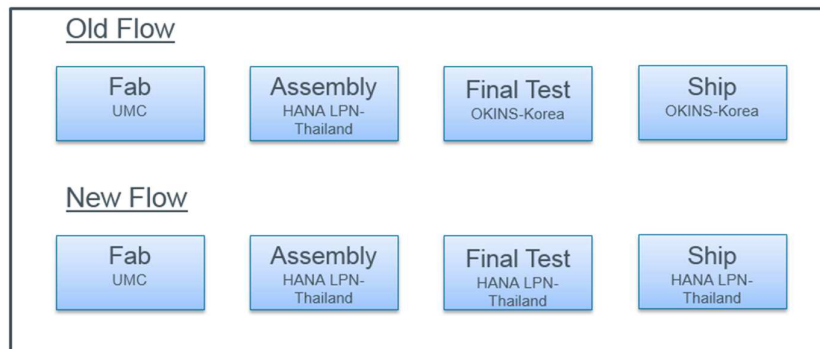 Old Flow
Fab
UMC
Assembly
HANA LPN-
Thailand
Final Test
OKINS-Korea
Ship
OKINS-Korea
New Flow
Fab
UMC
Assembly
HANA LPN-
Thailand
Final Test
HANA LPN-
Thailand
Ship
HANA LPN-
Thailand